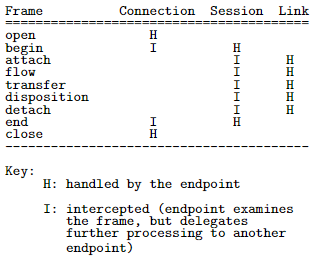 Frame Connection Session Link
========================================
open H
begin I H
attach I H
flow I H
transfer I H
disposition I H
detach I H
end I H
close H
----------------------------------------
Key:
H: handled by the endpoint
I: intercepted (endpoint examines
the frame, but delegates
further processing to another
endpoint)